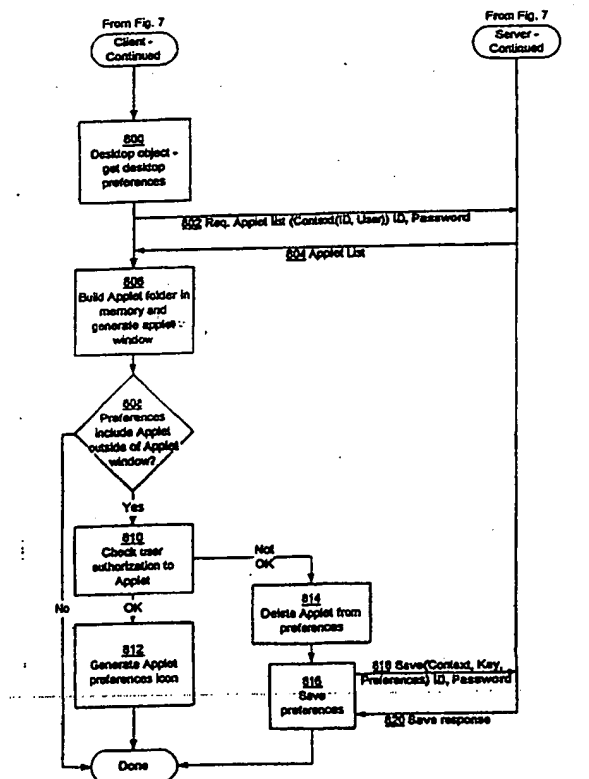 From Fig. 7
Client -
Continued
From Fig. 7
Server -
Continued
800
Desktop object -
get desktop
preferences
802 Req. Applet list (Context(ID, User)) ID, Password
804 Applet List
806
Build Applet folder in
memory and
generate applet
window
808
Preferences
include Applet
outside of Applet
window?
Yes
No
810
Check user
authorization to
Applet
Not
OK
OK
812
Generate Applet
preferences icon
814
Delete Applet from
preferences
816
Save
preferences
818 Save(Context, Key,
Preferences) ID, Password
820 Save response
Done